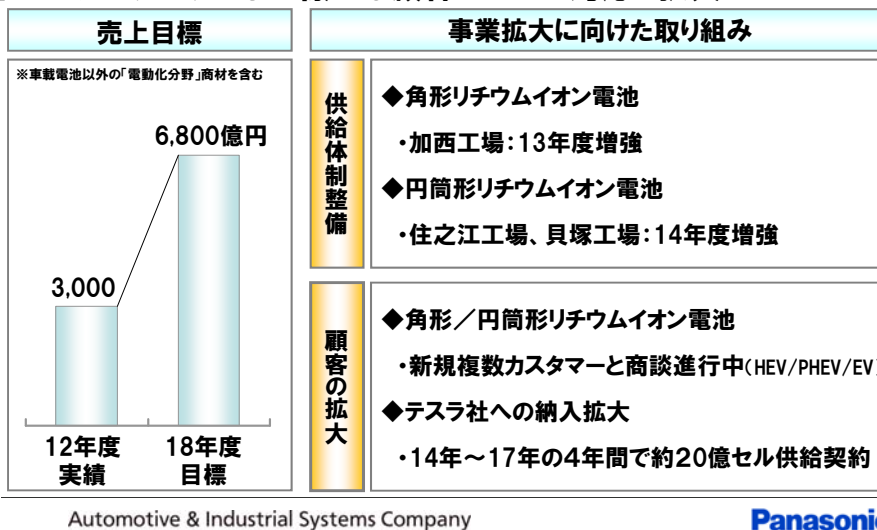 売上目標
※車載電池以外の「電動化分野」商材を含む
6,800億円
3,000
12年度
実績
18年度
目標
事業拡大に向けた取り組み
供給体制整備
◆角形リチウムイオン電池
・加西工場：13年度増強
◆円筒形リチウムイオン電池
・住之江工場、貝塚工場：14年度増強
顧客の拡大
◆角形／円筒形リチウムイオン電池
・新規複数カスタマーと商談進行中(HEV/PHEV/EV)
◆テスラ社への納入拡大
・14年～17年の4年間で約20億セル供給契約
Automotive & Industrial Systems Company
Panasonic